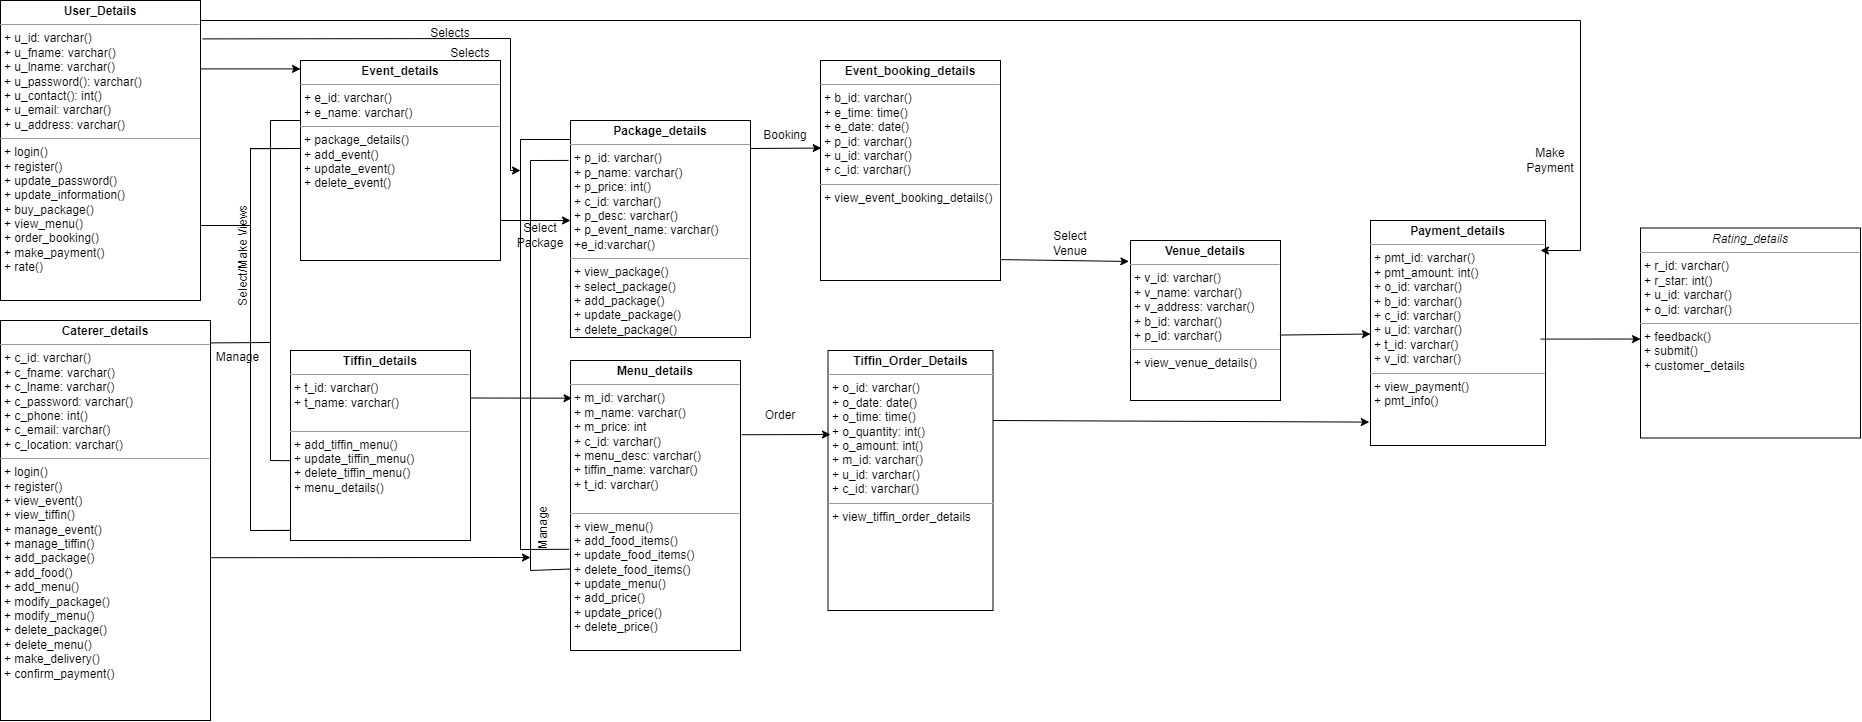 User_Details
+ u_id: varchar()
+ u_fname: varchar()
+ u_lname: varchar()
+ u_password(): varchar()
+ u_contact(): int()
+ u_email: varchar()
+ u_address: varchar()
+ login()
+ register()
+ update_password()
+ update_information()
+ buy_package()
+ view_menu()
+ order_booking()
+ make_payment()
+ rate()
Caterer_details
+ c_id: varchar()
+ c_fname: varchar()
+ c_lname: varchar()
+ c_password: varchar()
+ c_phone: int()
+ c_email: varchar()
+ c_location: varchar()
+ login()
+ register()
+ view_event()
+ view_tiffin()
+ manage_event()
+ manage_tiffin()
+ add_package()
+ add_food()
+ add_menu()
+ modify_package()
+ modify_menu()
+ delete_package()
+ delete_menu()
+ make_delivery()
+ confirm_payment()
Selects
Selects
Select/Make Views
Manage
Event_details
+ e_id: varchar()
+ e_name: varchar()
+ package_details()
+ add_event()
+ update_event()
+ delete_event()
Tiffin_details
+ t_id: varchar()
+ t_name: varchar()
+ add_tiffin_menu()
+ update_tiffin_menu()
+ delete_tiffin_menu()
+ menu_details()
Select
Package
Manage
Package_details
+ p_id: varchar()
+ p_name: varchar()
+ p_price: int()
+ c_id: varchar()
+ p_desc: varchar()
+ p_event_name: varchar()
+e_id:varchar()
+ view_package()
+ select_package()
+ add_package()
+ update_package()
+ delete_package()
Menu_details
+ m_id: varchar()
+ m_name: varchar()
+ m_price: int
+ c_id: varchar()
+ menu_desc: varchar()
+ tiffin_name: varchar()
+ t_id: varchar()
+ view_menu()
+ add_food_items()
+ update_food_items()
+ delete_food_items()
+ update_menu()
+ add_price()
+ update_price()
+ delete_price()
Booking
Order
Event_booking_details
+ b_id: varchar()
+ e_time: time()
+ e_date: date()
+ p_id: varchar()
+ u_id: varchar()
+ c_id: varchar()
+ view_event_booking_details()
Tiffin_Order_Details
+ o_id: varchar()
+ o_date: date()
+ o_time: time()
+ o_quantity: int()
+ o_amount: int()
+ m_id: varchar()
+ u_id: varchar()
+ c_id: varchar()
+ view_tiffin_order_details
Select
Venue
Venue_details
+ v_id: varchar()
+ v_name: varchar()
+ v_address: varchar()
+ b_id: varchar()
+ p_id: varchar()
+ view_venue_details()
Make
Payment
Payment_details
+ pmt_id: varchar()
+ pmt_amount: int()
+ o_id: varchar()
+ b_id: varchar()
+ c_id: varchar()
+ u_id: varchar()
+ t_id: varchar()
+ v_id: varchar()
+ view_payment()
+ pmt_info()
Rating_details
+ r_id: varchar()
+ r_star: int()
+ u_id: varchar()
+ o_id: varchar()
+ feedback()
+ submit()
+ customer_details